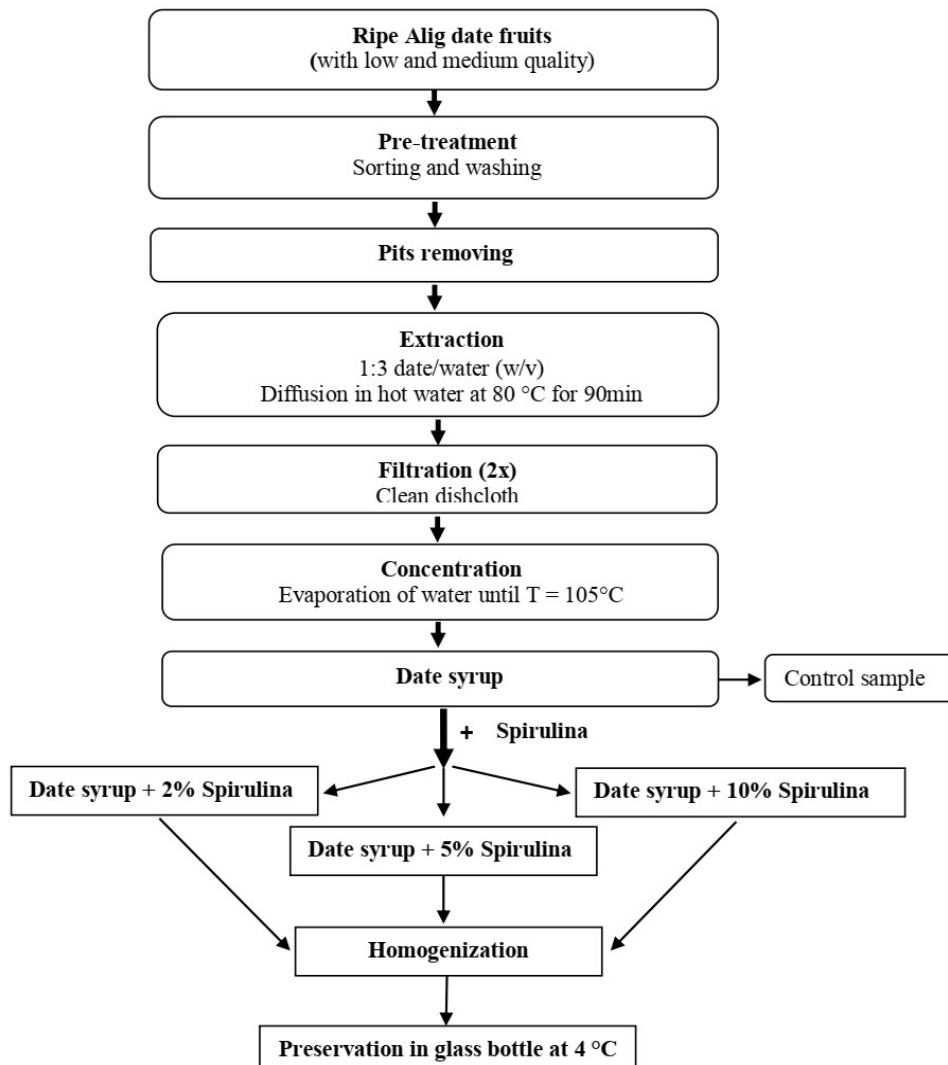 Ripe Alig date fruits
(with low and medium quality)
Pre-treatment
Sorting and washing
Pits removing
Extraction
1:3 date/water (w/v)
Diffusion in hot water at 80 °C for 90min
Filtration (2x)
Clean dishcloth
Concentration
Evaporation of water until T = 105°C
Date syrup
Control sample
+ Spirulina
Date syrup + 2% Spirulina
Date syrup + 10% Spirulina
Date syrup + 5% Spirulina
Homogenization
Preservation in glass bottle at 4 °C